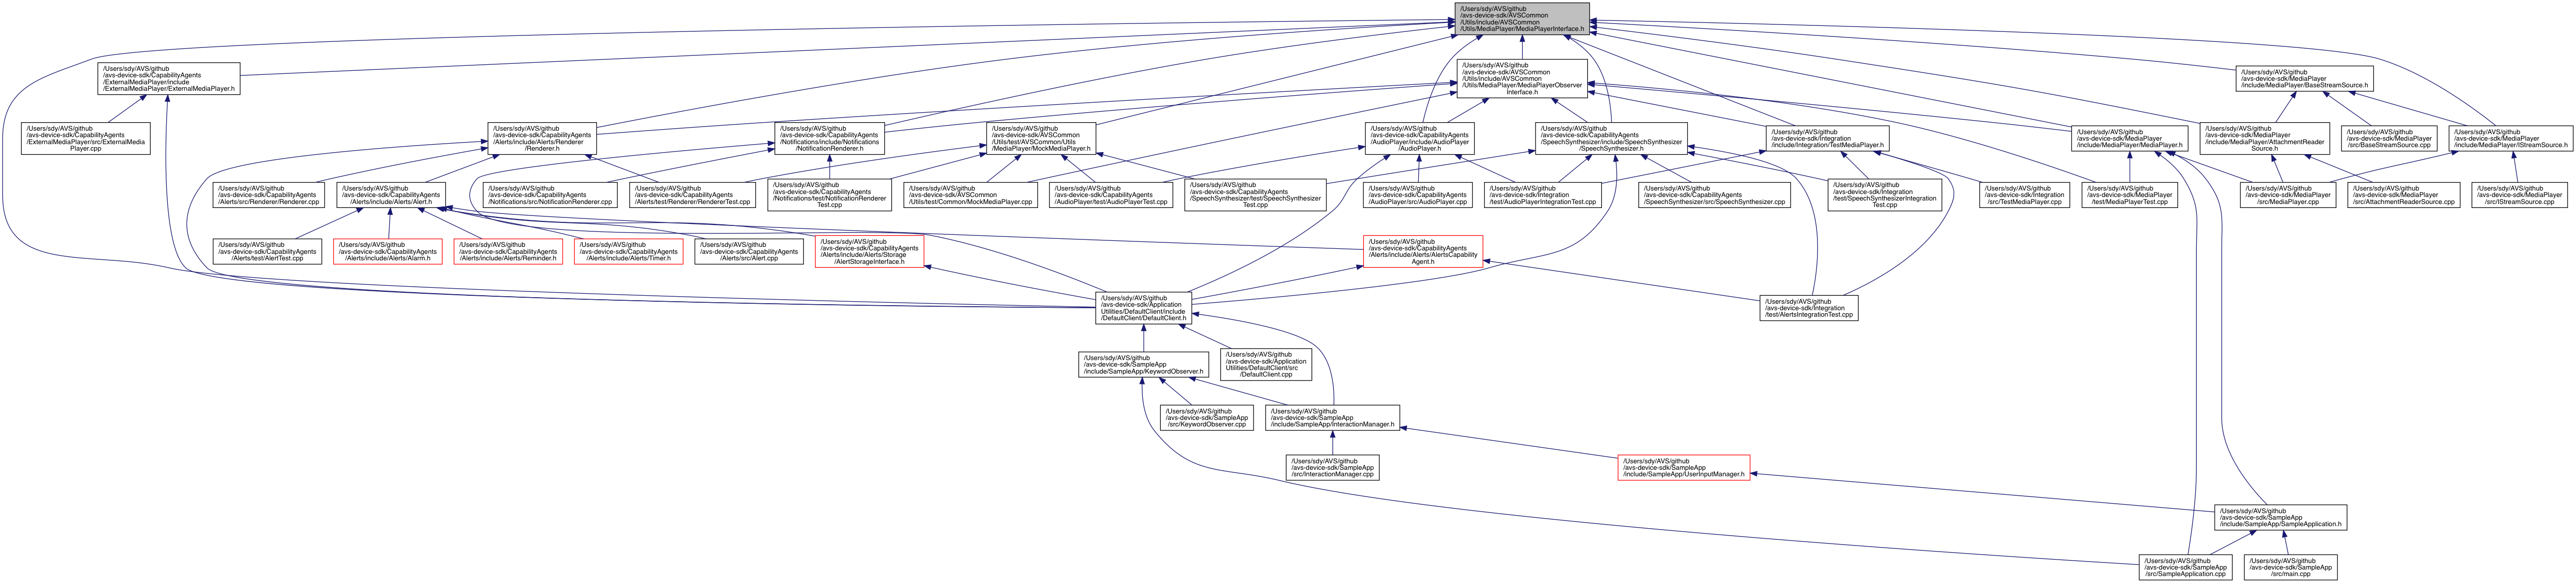 /Users/sdy/AVS/github
/avs-device-sdk/AVSCommon
/Utils/include/AVSCommon
/Utils/MediaPlayer/MediaPlayerInterface.h
/Users/sdy/AVS/github
/avs-device-sdk/CapabilityAgents
/ExternalMediaPlayer/include
/ExternalMediaPlayer/ExternalMediaPlayer.h
/Users/sdy/AVS/github
/avs-device-sdk/AVSCommon
/Utils/include/AVSCommon
/Utils/MediaPlayer/MediaPlayerObserver
Interface.h
/Users/sdy/AVS/github
/avs-device-sdk/MediaPlayer
/include/MediaPlayer/BaseStreamSource.h
/Users/sdy/AVS/github
/avs-device-sdk/CapabilityAgents
/ExternalMediaPlayer/src/ExternalMedia
Player.cpp
/Users/sdy/AVS/github
/avs-device-sdk/CapabilityAgents
/Alerts/include/Alerts/Renderer
/Renderer.h
/Users/sdy/AVS/github
/avs-device-sdk/CapabilityAgents
/Notifications/include/Notifications
/NotificationRenderer.h
/Users/sdy/AVS/github
/avs-device-sdk/AVSCommon
/Utils/test/AVSCommon/Utils
/MediaPlayer/MockMediaPlayer.h
/Users/sdy/AVS/github
/avs-device-sdk/CapabilityAgents
/AudioPlayer/include/AudioPlayer
/AudioPlayer.h
/Users/sdy/AVS/github
/avs-device-sdk/CapabilityAgents
/SpeechSynthesizer/include/SpeechSynthesizer
/SpeechSynthesizer.h
/Users/sdy/AVS/github
/avs-device-sdk/Integration
/include/Integration/TestMediaPlayer.h
/Users/sdy/AVS/github
/avs-device-sdk/MediaPlayer
/include/MediaPlayer/MediaPlayer.h
/Users/sdy/AVS/github
/avs-device-sdk/MediaPlayer
/include/MediaPlayer/AttachmentReader
Source.h
/Users/sdy/AVS/github
/avs-device-sdk/MediaPlayer
/src/BaseStreamSource.cpp
/Users/sdy/AVS/github
/avs-device-sdk/MediaPlayer
/include/MediaPlayer/IStreamSource.h
/Users/sdy/AVS/github
/avs-device-sdk/CapabilityAgents
/Alerts/src/Renderer/Renderer.cpp
/Users/sdy/AVS/github
/avs-device-sdk/CapabilityAgents
/Alerts/include/Alerts/Alert.h
/Users/sdy/AVS/github
/avs-device-sdk/CapabilityAgents
/Notifications/src/NotificationRenderer.cpp
/Users/sdy/AVS/github
/avs-device-sdk/CapabilityAgents
/Alerts/test/Renderer/RendererTest.cpp
/Users/sdy/AVS/github
/avs-device-sdk/CapabilityAgents
/Notifications/test/NotificationRenderer
Test.cpp
/Users/sdy/AVS/github
/avs-device-sdk/AVSCommon
/Utils/test/Common/MockMediaPlayer.cpp
/Users/sdy/AVS/github
/avs-device-sdk/CapabilityAgents
/AudioPlayer/test/AudioPlayerTest.cpp
/Users/sdy/AVS/github
/avs-device-sdk/CapabilityAgents
/SpeechSynthesizer/test/SpeechSynthesizer
Test.cpp
/Users/sdy/AVS/github
/avs-device-sdk/CapabilityAgents
/AudioPlayer/src/AudioPlayer.cpp
/Users/sdy/AVS/github
/avs-device-sdk/Integration
/test/AudioPlayerIntegrationTest.cpp
/Users/sdy/AVS/github
/avs-device-sdk/CapabilityAgents
/SpeechSynthesizer/src/SpeechSynthesizer.cpp
/Users/sdy/AVS/github
/avs-device-sdk/Integration
/test/SpeechSynthesizerIntegration
Test.cpp
/Users/sdy/AVS/github
/avs-device-sdk/Integration
/src/TestMediaPlayer.cpp
/Users/sdy/AVS/github
/avs-device-sdk/MediaPlayer
/test/MediaPlayerTest.cpp
/Users/sdy/AVS/github
/avs-device-sdk/MediaPlayer
/src/MediaPlayer.cpp
/Users/sdy/AVS/github
/avs-device-sdk/MediaPlayer
/src/AttachmentReaderSource.cpp
/Users/sdy/AVS/github
/avs-device-sdk/MediaPlayer
/src/IStreamSource.cpp
/Users/sdy/AVS/github
/avs-device-sdk/CapabilityAgents
/Alerts/test/AlertTest.cpp
/Users/sdy/AVS/github
/avs-device-sdk/CapabilityAgents
/Alerts/include/Alerts/Alarm.h
/Users/sdy/AVS/github
/avs-device-sdk/CapabilityAgents
/Alerts/include/Alerts/Reminder.h
/Users/sdy/AVS/github
/avs-device-sdk/CapabilityAgents
/Alerts/include/Alerts/Timer.h
/Users/sdy/AVS/github
/avs-device-sdk/CapabilityAgents
/Alerts/src/Alert.cpp
/Users/sdy/AVS/github
/avs-device-sdk/CapabilityAgents
/Alerts/include/Alerts/Storage
/AlertStorageInterface.h
/Users/sdy/AVS/github
/avs-device-sdk/CapabilityAgents
/Alerts/include/Alerts/AlertsCapability
Agent.h
/Users/sdy/AVS/github
/avs-device-sdk/Application
Utilities/DefaultClient/include
/DefaultClient/DefaultClient.h
/Users/sdy/AVS/github
/avs-device-sdk/Integration
/test/AlertsIntegrationTest.cpp
/Users/sdy/AVS/github
/avs-device-sdk/SampleApp
/include/SampleApp/KeywordObserver.h
/Users/sdy/AVS/github
/avs-device-sdk/Application
Utilities/DefaultClient/src
/DefaultClient.cpp
/Users/sdy/AVS/github
/avs-device-sdk/SampleApp
/src/KeywordObserver.cpp
/Users/sdy/AVS/github
/avs-device-sdk/SampleApp
/include/SampleApp/InteractionManager.h
/Users/sdy/AVS/github
/avs-device-sdk/SampleApp
/src/InteractionManager.cpp
/Users/sdy/AVS/github
/avs-device-sdk/SampleApp
/include/SampleApp/UserInputManager.h
/Users/sdy/AVS/github
/avs-device-sdk/SampleApp
/include/SampleApp/SampleApplication.h
/Users/sdy/AVS/github
/avs-device-sdk/SampleApp
/src/SampleApplication.cpp
/Users/sdy/AVS/github
/avs-device-sdk/SampleApp
/src/main.cpp